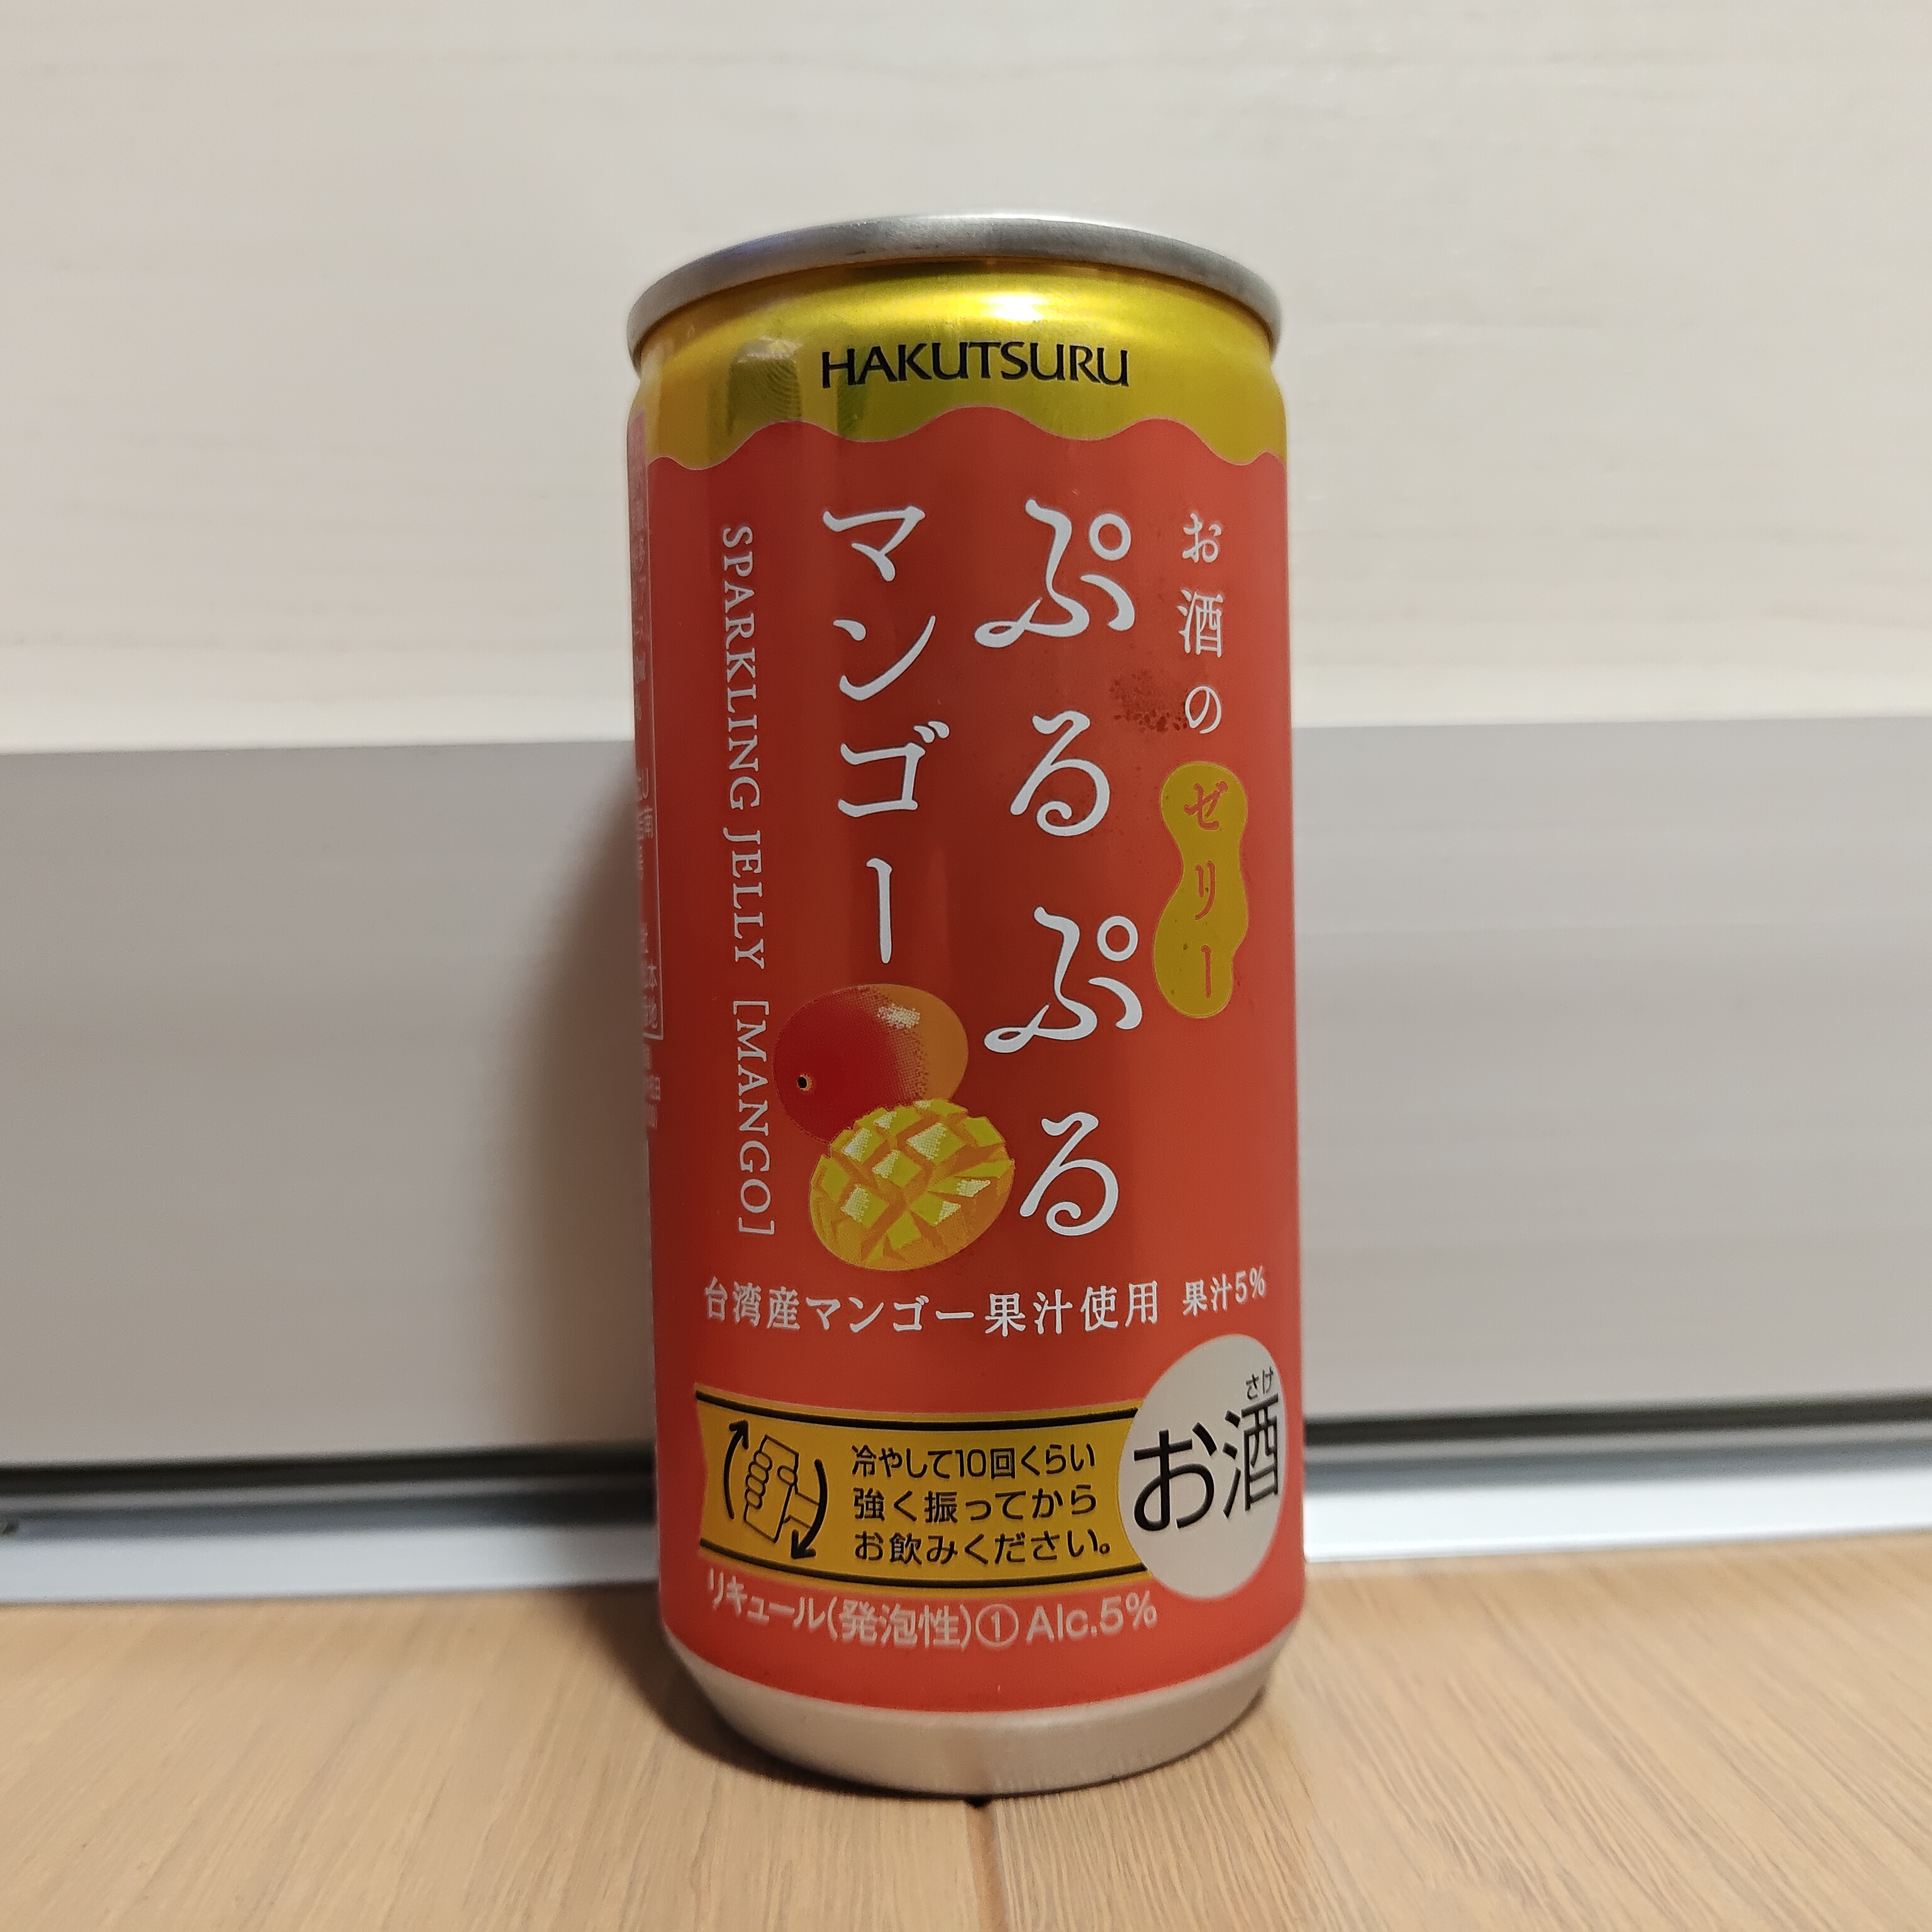 HAKUTSURU
お酒の
ゼリー
ぷるぷる
マンゴー
SPARKLING JELLY [MANGO]
台湾産マンゴー果汁使用 果汁5%
さけ
お酒
冷やして10回くらい
強く振ってから
お飲みください。
リキュール(発泡性)① Alc.5%